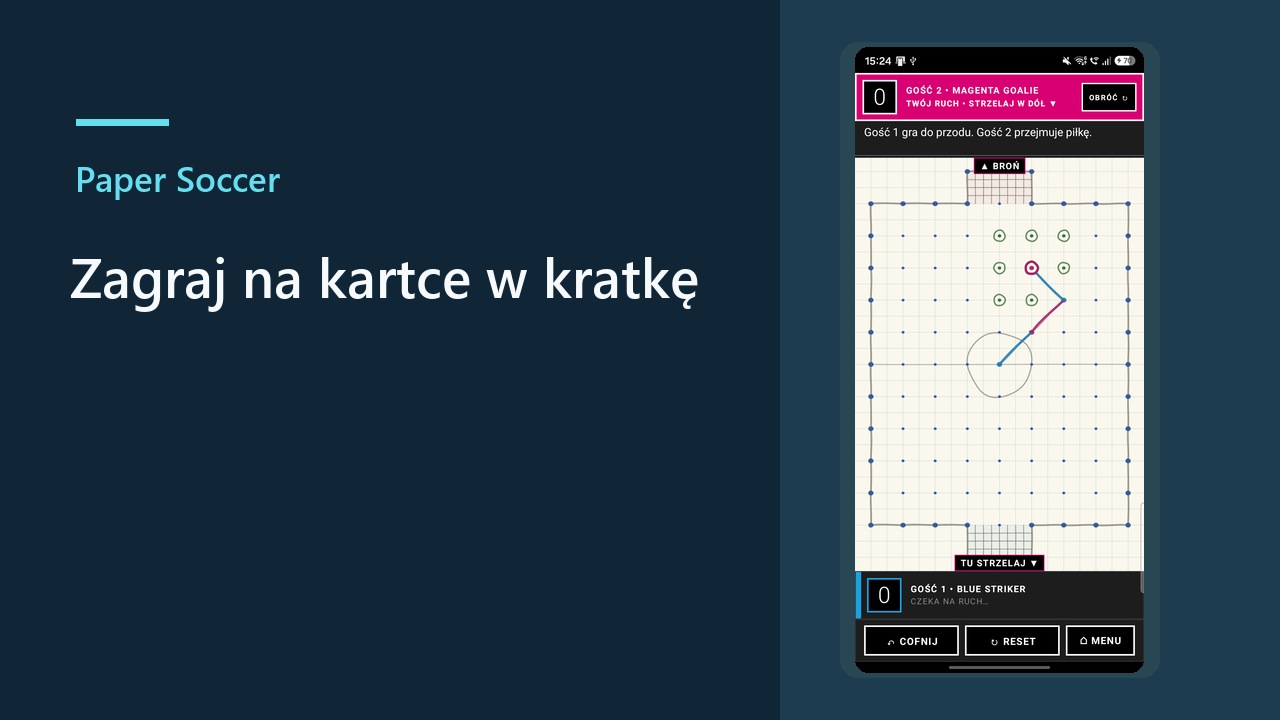 Paper Soccer
Zagraj na kartce w kratkę
15:24
0
GOŚĆ 2 • MAGENTA GOALIE
TWÓJ RUCH • STRZELAJ W DÓŁ ▼
OBRÓĆ ↻
Gość 1 gra do przodu. Gość 2 przejmuje piłkę.
▲ BROŃ
TU STRZELAJ ▼
0
GOŚĆ 1 • BLUE STRIKER
CZEKA NA RUCH…
↶ COFNIJ
↻ RESET
⌂ MENU